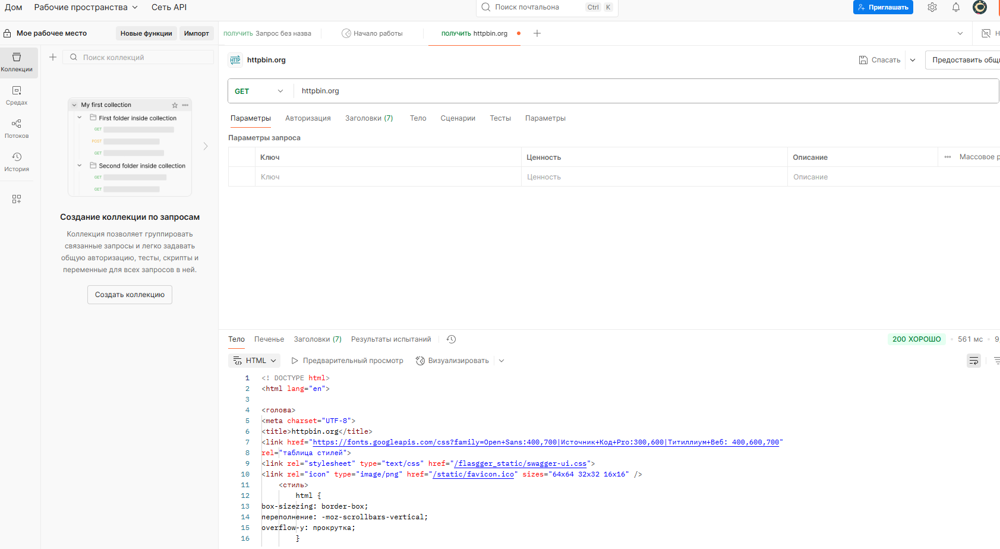 Дом Рабочие пространства Сеть API Поиск почтальона Ctrl K Приглашать
Мое рабочее место Новые функции Импорт ПОЛУЧИТЬ Запрос без назва Начало работы ПОЛУЧИТЬ httpbin.org
Коллекции
Средах
Потоков
История
Поиск коллекций
My first collection
First folder inside collection
GET
POST
GET
Second folder inside collection
GET
GET
Создание коллекции по запросам
Коллекция позволяет группировать
связанные запросы и легко задавать
общую авторизацию, тесты, скрипты и
переменные для всех запросов в ней.
Создать коллекцию
HTTP httpbin.org Спасать Предоставить общ
GET httpbin.org
Параметры Авторизация Заголовки (7) Тело Сценарии Тесты Параметры
Параметры запроса
Ключ Ценность Описание Массовое р
Ключ Ценность Описание
Тело Печенье Заголовки (7) Результаты испытаний 200 ХОРОШО 561 мс 9
HTML Предварительный просмотр Визуализировать
1 <! DOCTYPE html>
2 <html lang="en">
3
4 <голова>
5 <meta charset="UTF-8">
6 <title>httpbin.org</title>
7 <link href="https://fonts.googleapis.com/css?family=Open+Sans:400,700|Источник+Код+Pro:300,600|Титиллиум+Веб: 400,600,700"
8 rel="таблица стилей">
9 <link rel="stylesheet" type="text/css" href="/flasgger_static/swagger-ui.css">
10 <link rel="icon" type="image/png" href="/static/favicon.ico" sizes="64x64 32x32 16x16" />
11 <стиль>
12 html {
13 box-sizezing: border-box;
14 переполнение: -moz-scrollbars-vertical;
15 overflow-y: прокрутка;
16 }